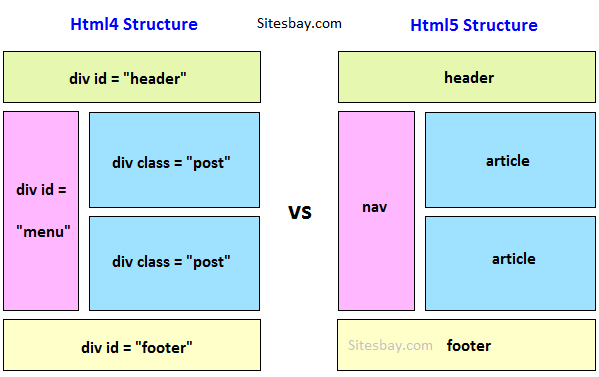 Html4 Structure
Sitesbay.com
Html5 Structure
div id = "header"
header
div id =
"menu"
div class = "post"
div class = "post"
vs
nav
article
article
div id = "footer"
Sitesbay.com
footer